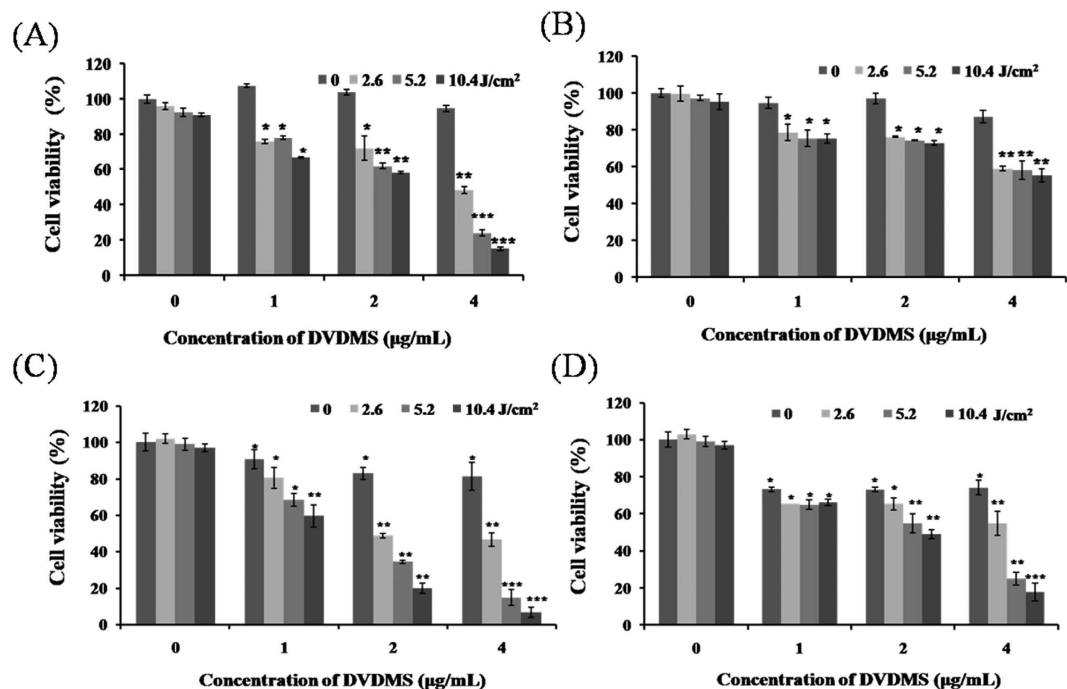 (A)
Cell viability (%)
120
100
80
60
40
20
0
0 2.6 5.2 10.4 J/cm²
* * *
* ** **
** *** ***
0 1 2 4
Concentration of DVDMS (µg/mL)
(B)
Cell viability (%)
120
100
80
60
40
20
0
0 2.6 5.2 10.4 J/cm²
* * *
* * *
** ** **
0 1 2 4
Concentration of DVDMS (µg/mL)
(C)
Cell viability (%)
120
100
80
60
40
20
0
0 2.6 5.2 10.4 J/cm²
* * * **
* ** ** **
* ** *** ***
0 1 2 4
Concentration of DVDMS (µg/mL)
(D)
Cell viability (%)
120
100
80
60
40
20
0
0 2.6 5.2 10.4 J/cm²
* * * *
* * ** **
* ** ** ***
0 1 2 4
Concentration of DVDMS (µg/mL)